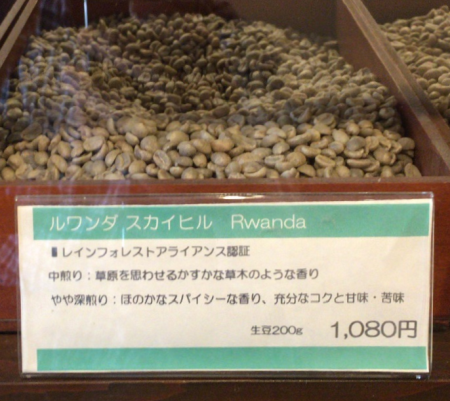 ルワンダ スカイヒル Rwanda
■レインフォレストアライアンス認証
中煎り：草原を思わせるかすかな草木のような香り
やや深煎り：ほのかなスパイシーな香り、充分なコクと甘味・苦味
生豆200g 1,080円